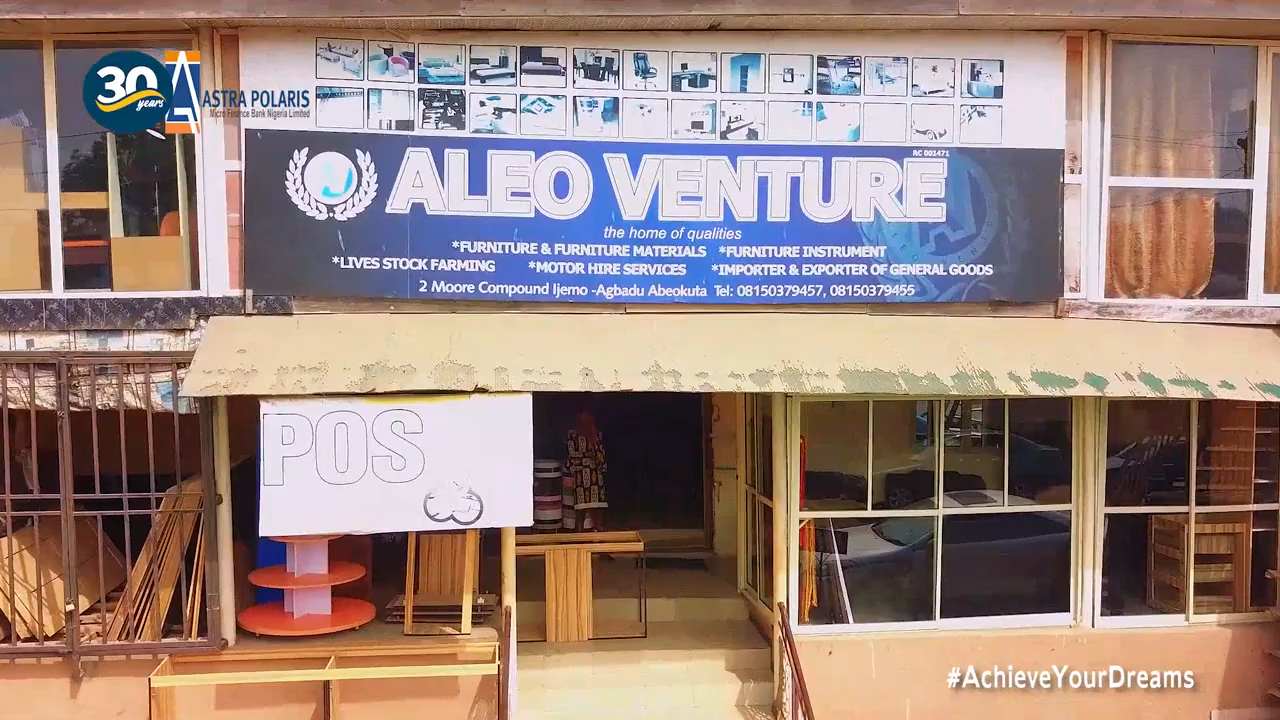 30 years
ASTRA POLARIS
Micro Finance Bank Nigeria Limited
RC 001471
ALEO VENTURE
the home of qualities
*FURNITURE & FURNITURE MATERIALS *FURNITURE INSTRUMENT
*LIVES STOCK FARMING *MOTOR HIRE SERVICES *IMPORTER & EXPORTER OF GENERAL GOODS
2 Moore Compound Ijemo -Agbadu Abeokuta Tel: 08150379457, 08150379455
POS
#AchieveYourDreams